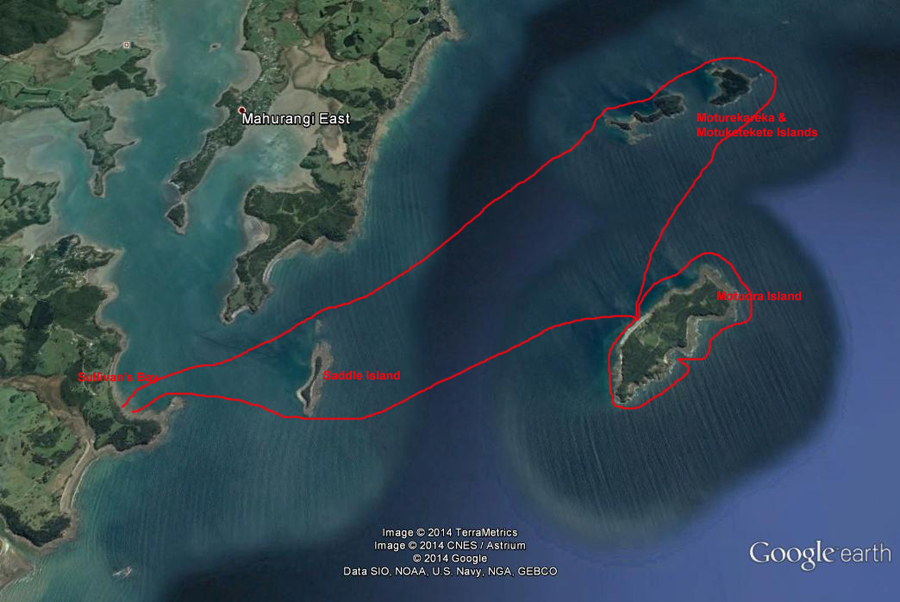 Mahurangi East
Moturekareka &
Motuketekete Islands
Motuora Island
Sullivan's Bay
Saddle Island
Image © 2014 TerraMetrics
Image © 2014 CNES / Astrium
© 2014 Google
Data SIO, NOAA, U.S. Navy, NGA, GEBCO
Google earth